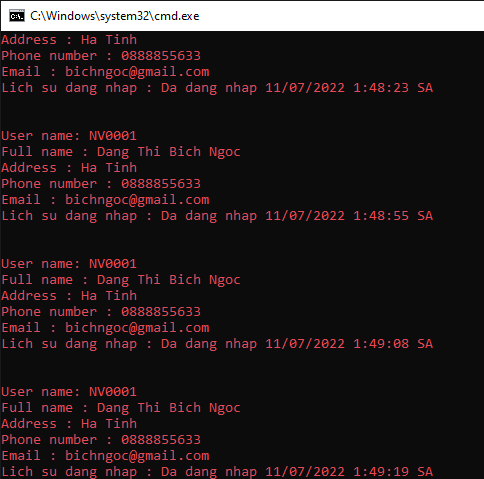 C:\Windows\system32\cmd.exe
Address : Ha Tinh
Phone number : 0888855633
Email : bichngoc@gmail.com
Lich su dang nhap : Da dang nhap 11/07/2022 1:48:23 SA
User name: NV0001
Full name : Dang Thi Bich Ngoc
Address : Ha Tinh
Phone number : 0888855633
Email : bichngoc@gmail.com
Lich su dang nhap : Da dang nhap 11/07/2022 1:48:55 SA
User name: NV0001
Full name : Dang Thi Bich Ngoc
Address : Ha Tinh
Phone number : 0888855633
Email : bichngoc@gmail.com
Lich su dang nhap : Da dang nhap 11/07/2022 1:49:08 SA
User name: NV0001
Full name : Dang Thi Bich Ngoc
Address : Ha Tinh
Phone number : 0888855633
Email : bichngoc@gmail.com
Lich su dang nhap : Da dang nhap 11/07/2022 1:49:19 SA